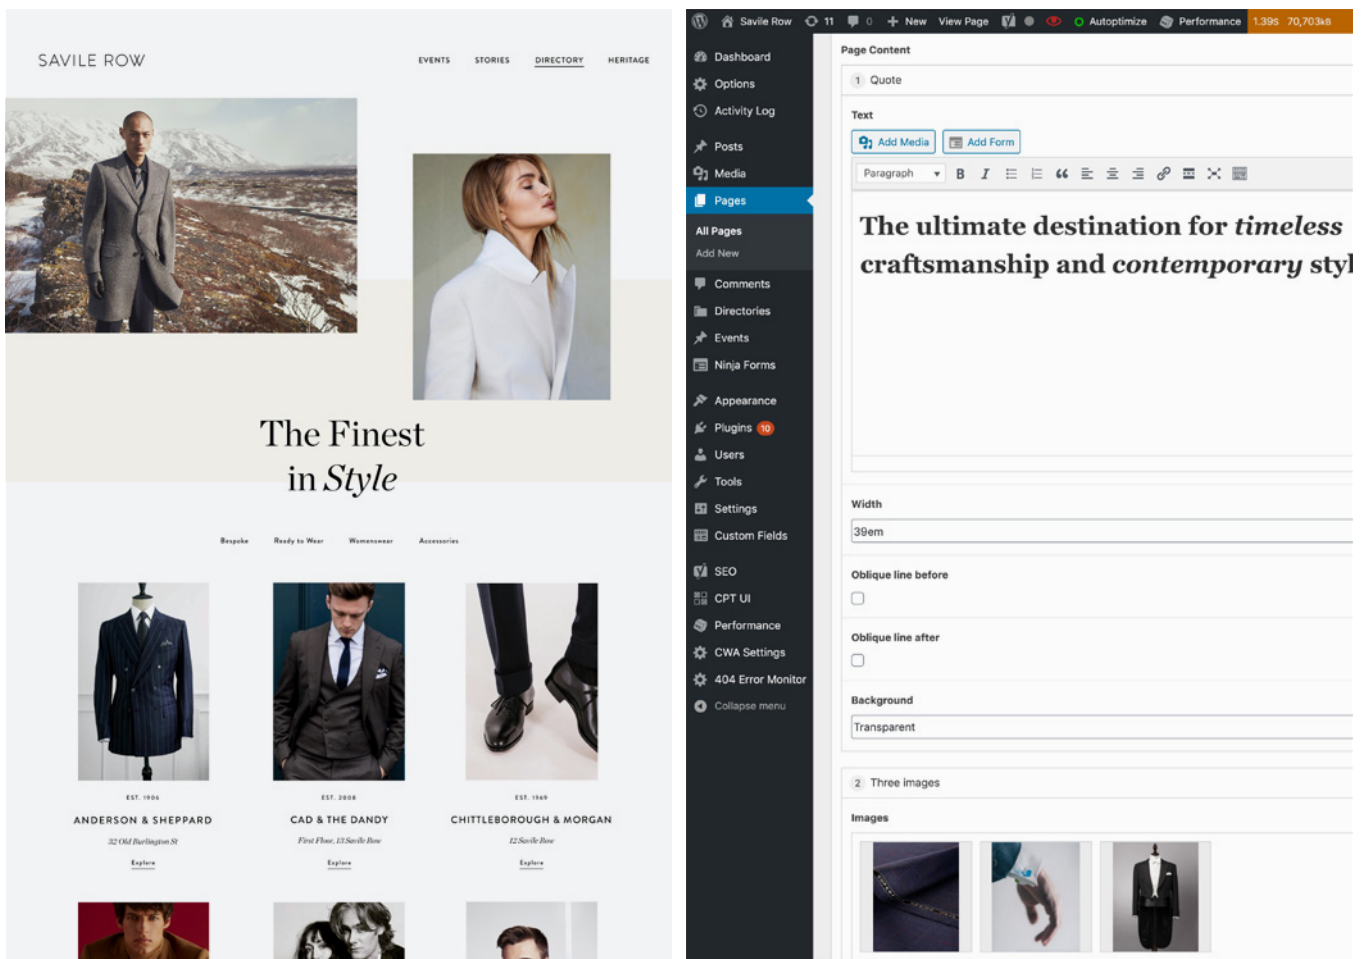 SAVILE ROW
EVENTS STORIES DIRECTORY HERITAGE
The Finest
in Style
Bespoke Ready to Wear Womenswear Accessories
EST. 1906
ANDERSON & SHEPPARD
32 Old Burlington St
Explore
EST. 2008
CAD & THE DANDY
First Floor, 13 Savile Row
Explore
EST. 1969
CHITTLEBOROUGH & MORGAN
12 Savile Row
Explore
Savile Row 11 0 + New View Page Autoptimize Performance 1.39s 70,703kB
Dashboard
Options
Activity Log
Posts
Media
Pages
All Pages
Add New
Comments
Directories
Events
Ninja Forms
Appearance
Plugins 10
Users
Tools
Settings
Custom Fields
SEO
CPT UI
Performance
CWA Settings
404 Error Monitor
Collapse menu
Page Content
1 Quote
Text
Add Media Add Form
Paragraph B I
The ultimate destination for timeless
craftsmanship and contemporary styl
Width
39em
Oblique line before
Oblique line after
Background
Transparent
2 Three images
Images